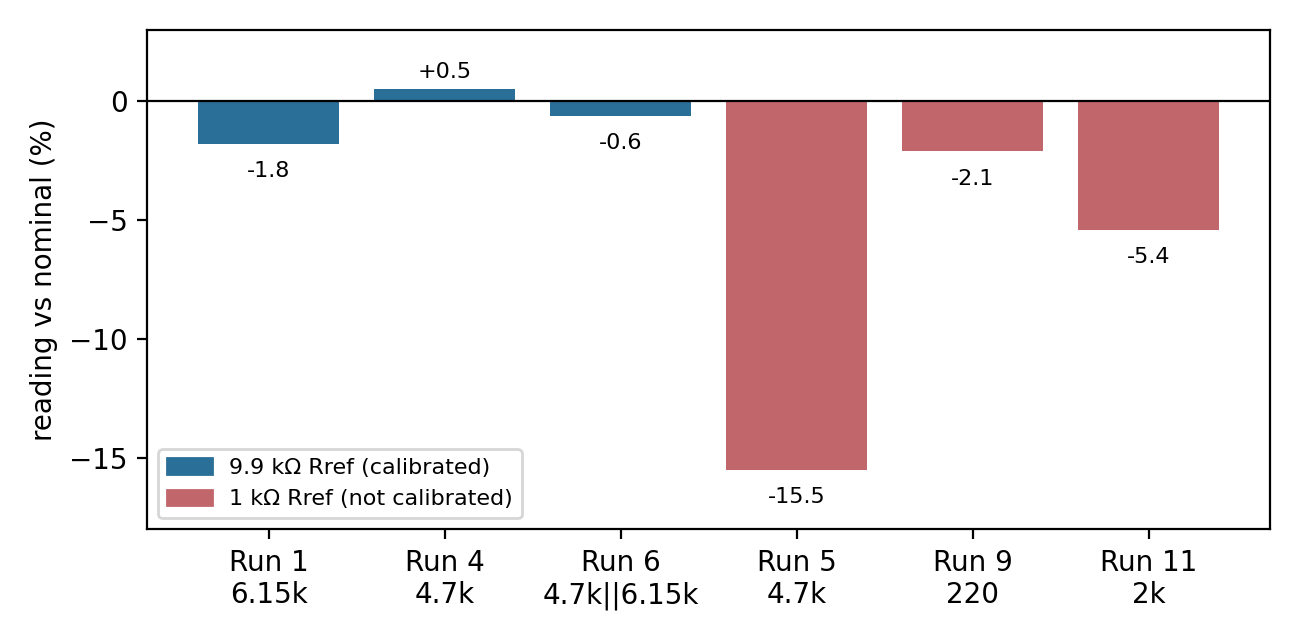 reading vs nominal (%)
0
−5
−10
−15
-1.8
+0.5
-0.6
-15.5
-2.1
-5.4
9.9 kΩ Rref (calibrated)
1 kΩ Rref (not calibrated)
Run 1
6.15k
Run 4
4.7k
Run 6
4.7k||6.15k
Run 5
4.7k
Run 9
220
Run 11
2k